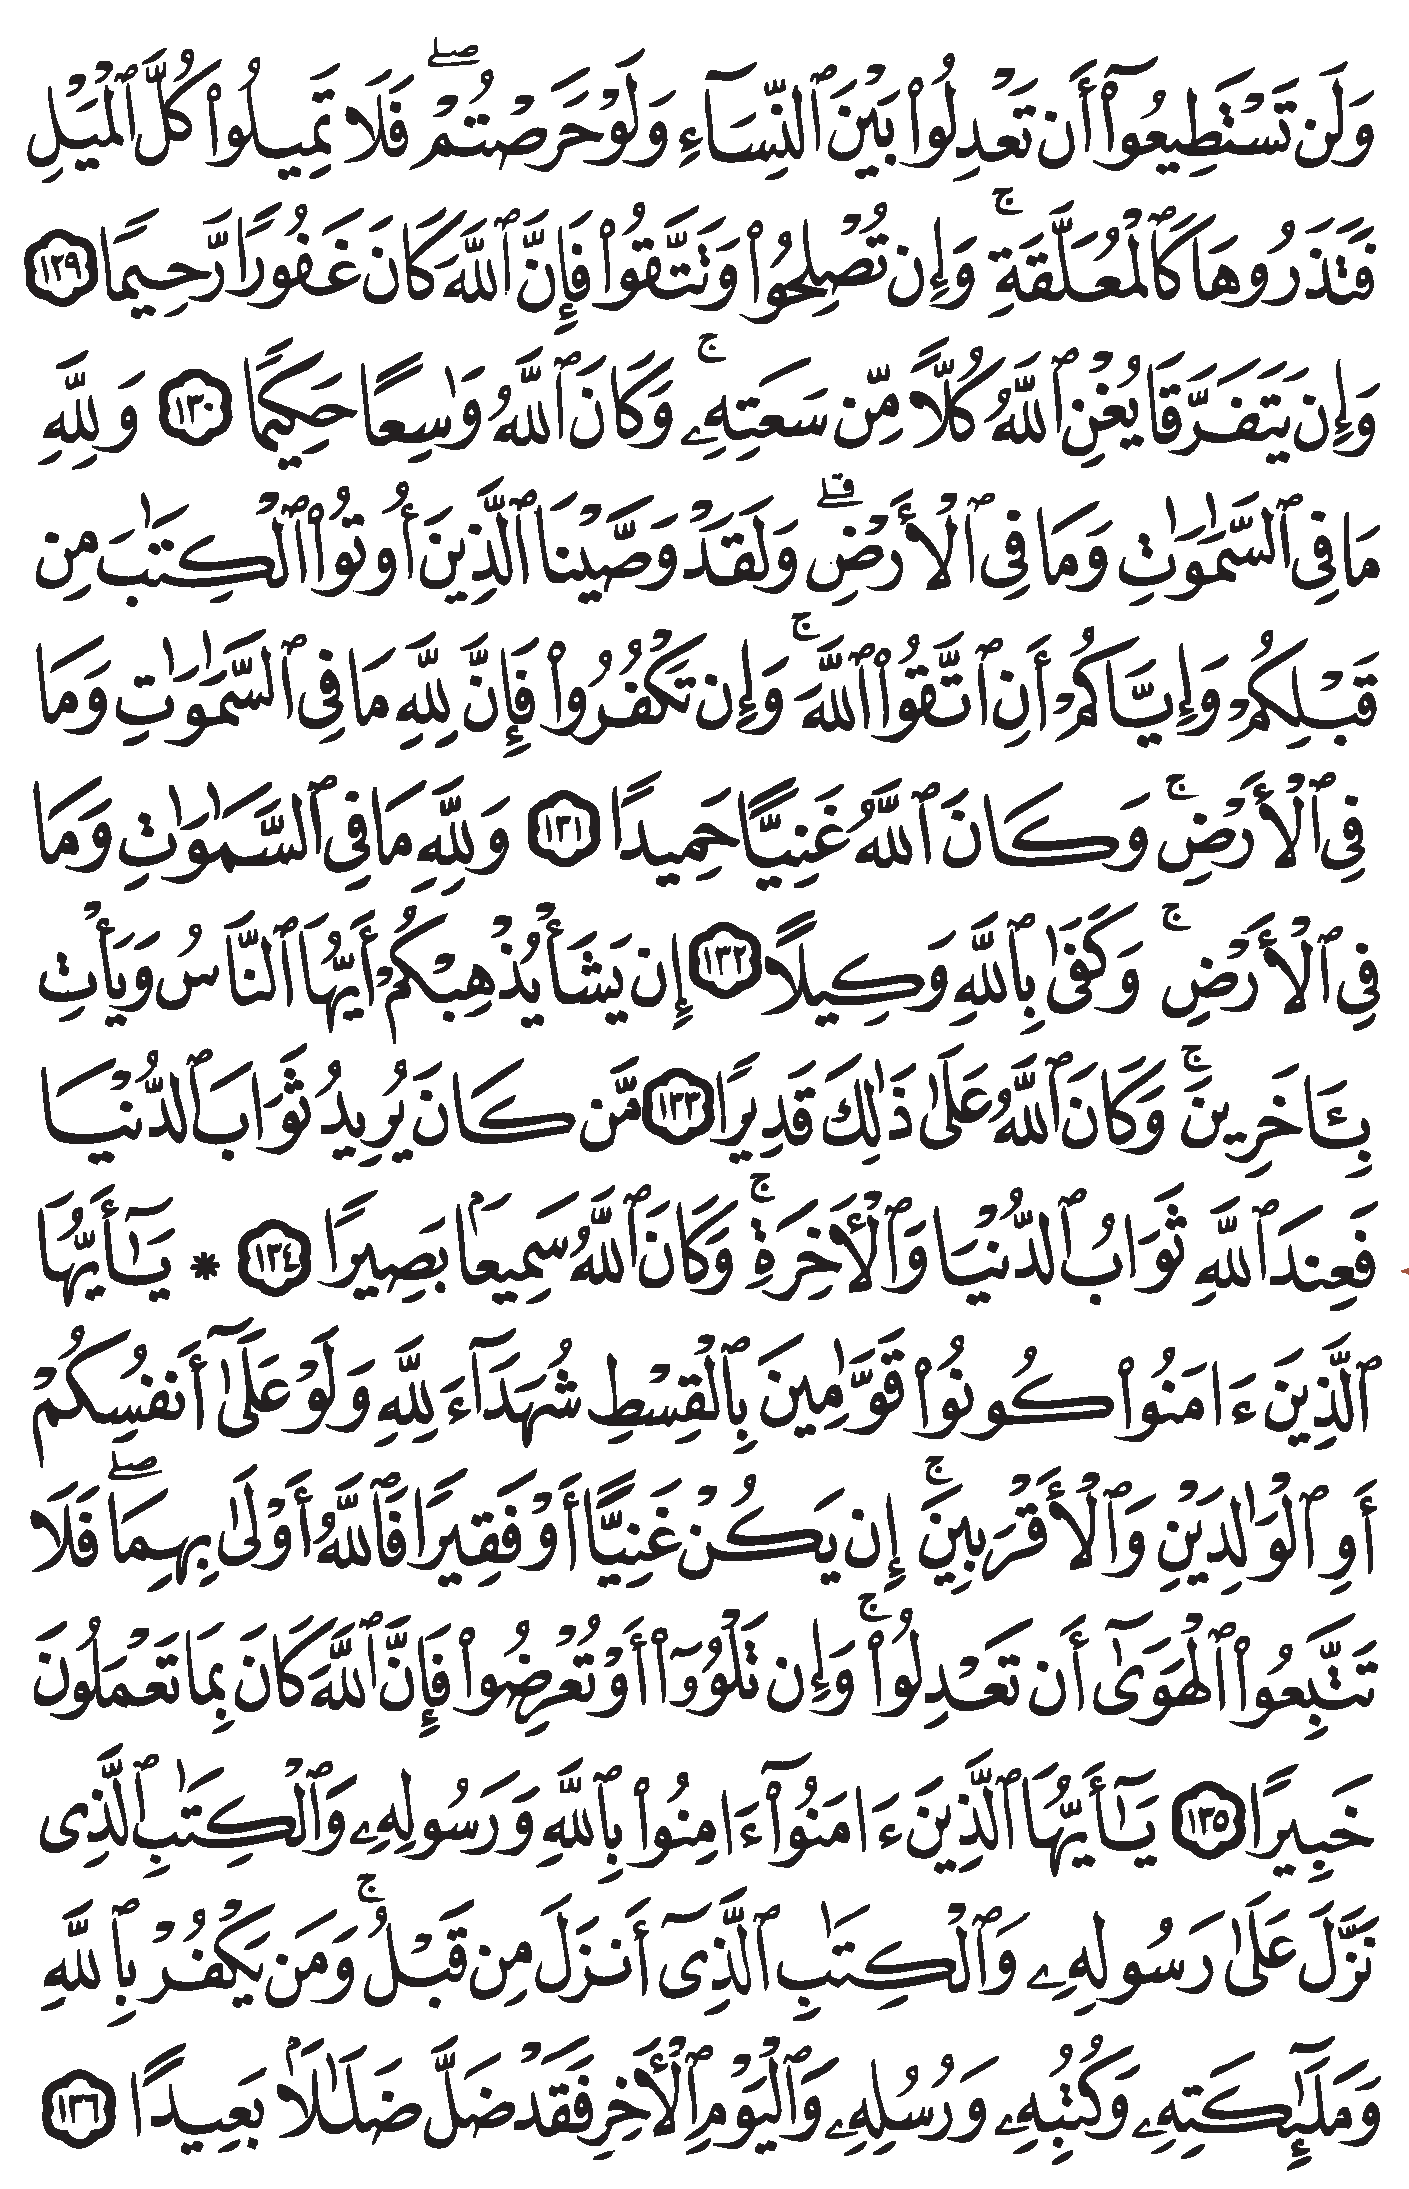 وَلَن تَسْتَطِيعُوٓا۟ أَن تَعْدِلُوا۟ بَيْنَ ٱلنِّسَآءِ وَلَوْ حَرَصْتُمْ ۖ فَلَا تَمِيلُوا۟ كُلَّ ٱلْمَيْلِ
فَتَذَرُوهَا كَٱلْمُعَلَّقَةِ ۚ وَإِن تُصْلِحُوا۟ وَتَتَّقُوا۟ فَإِنَّ ٱللَّهَ كَانَ غَفُورًا رَّحِيمًا ١٢٩
وَإِن يَتَفَرَّقَا يُغْنِ ٱللَّهُ كُلًّا مِّن سَعَتِهِۦ ۚ وَكَانَ ٱللَّهُ وَٰسِعًا حَكِيمًا ١٣٠ وَلِلَّهِ
مَا فِى ٱلسَّمَٰوَٰتِ وَمَا فِى ٱلْأَرْضِ ۗ وَلَقَدْ وَصَّيْنَا ٱلَّذِينَ أُوتُوا۟ ٱلْكِتَٰبَ مِن
قَبْلِكُمْ وَإِيَّاكُمْ أَنِ ٱتَّقُوا۟ ٱللَّهَ ۚ وَإِن تَكْفُرُوا۟ فَإِنَّ لِلَّهِ مَا فِى ٱلسَّمَٰوَٰتِ وَمَا
فِى ٱلْأَرْضِ ۚ وَكَانَ ٱللَّهُ غَنِيًّا حَمِيدًا ١٣١ وَلِلَّهِ مَا فِى ٱلسَّمَٰوَٰتِ وَمَا
فِى ٱلْأَرْضِ ۚ وَكَفَىٰ بِٱللَّهِ وَكِيلًا ١٣٢ إِن يَشَأْ يُذْهِبْكُمْ أَيُّهَا ٱلنَّاسُ وَيَأْتِ
بِـَٔاخَرِينَ ۚ وَكَانَ ٱللَّهُ عَلَىٰ ذَٰلِكَ قَدِيرًا ١٣٣ مَّن كَانَ يُرِيدُ ثَوَابَ ٱلدُّنْيَا
فَعِندَ ٱللَّهِ ثَوَابُ ٱلدُّنْيَا وَٱلْأَخِرَةِ ۚ وَكَانَ ٱللَّهُ سَمِيعًۢا بَصِيرًا ١٣٤ * يَٰٓأَيُّهَا
ٱلَّذِينَ ءَامَنُوا۟ كُونُوا۟ قَوَّٰمِينَ بِٱلْقِسْطِ شُهَدَآءَ لِلَّهِ وَلَوْ عَلَىٰٓ أَنفُسِكُمْ
أَوِ ٱلْوَٰلِدَيْنِ وَٱلْأَقْرَبِينَ ۚ إِن يَكُنْ غَنِيًّا أَوْ فَقِيرًا فَٱللَّهُ أَوْلَىٰ بِهِمَا ۖ فَلَا
تَتَّبِعُوا۟ ٱلْهَوَىٰٓ أَن تَعْدِلُوا۟ ۚ وَإِن تَلْوُۥٓا۟ أَوْ تُعْرِضُوا۟ فَإِنَّ ٱللَّهَ كَانَ بِمَا تَعْمَلُونَ
خَبِيرًا ١٣٥ يَٰٓأَيُّهَا ٱلَّذِينَ ءَامَنُوٓا۟ ءَامِنُوا۟ بِٱللَّهِ وَرَسُولِهِۦ وَٱلْكِتَٰبِ ٱلَّذِى
نَزَّلَ عَلَىٰ رَسُولِهِۦ وَٱلْكِتَٰبِ ٱلَّذِىٓ أَنزَلَ مِن قَبْلُ ۚ وَمَن يَكْفُرْ بِٱللَّهِ
وَمَلَٰٓئِكَتِهِۦ وَكُتُبِهِۦ وَرُسُلِهِۦ وَٱلْيَوْمِ ٱلْأَخِرِ فَقَدْ ضَلَّ ضَلَٰلًۢا بَعِيدًا ١٣٦